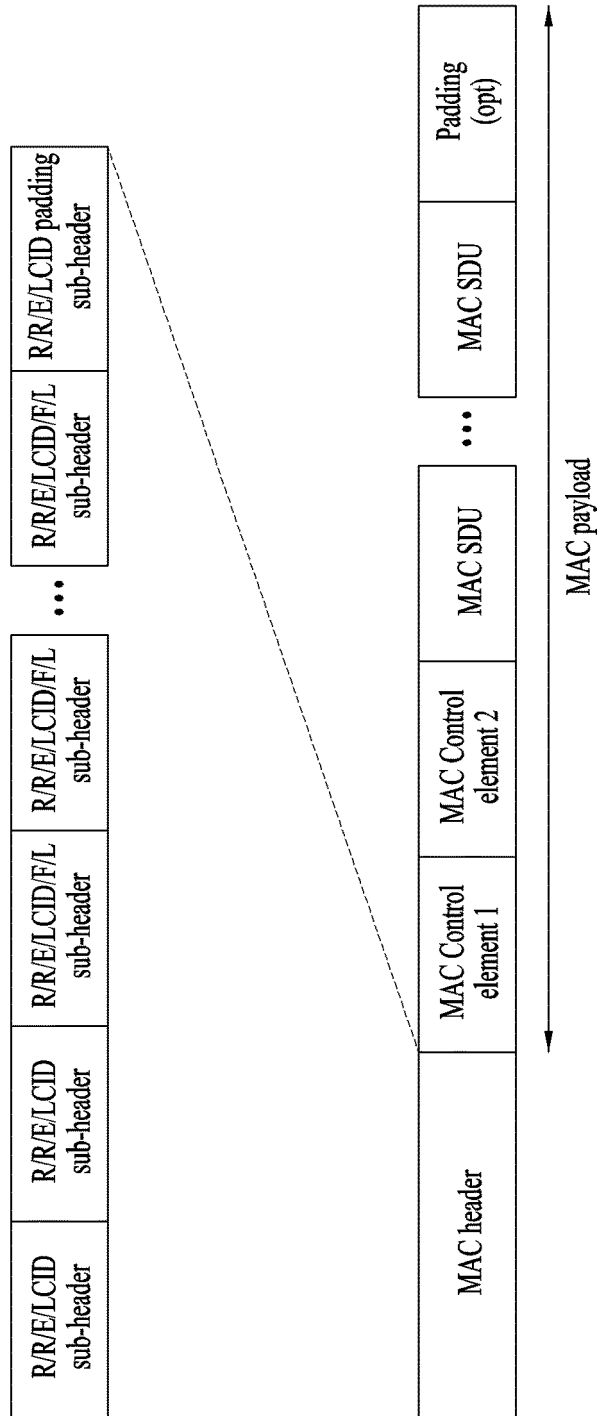 R/R/E/LCID
sub-header
R/R/E/LCID
sub-header
R/R/E/LCID/F/L
sub-header
R/R/E/LCID/F/L
sub-header
•••
R/R/E/LCID/F/L
sub-header
R/R/E/LCID padding
sub-header
MAC header
MAC Control
element 1
MAC Control
element 2
MAC SDU
•••
MAC SDU
Padding
(opt)
MAC payload